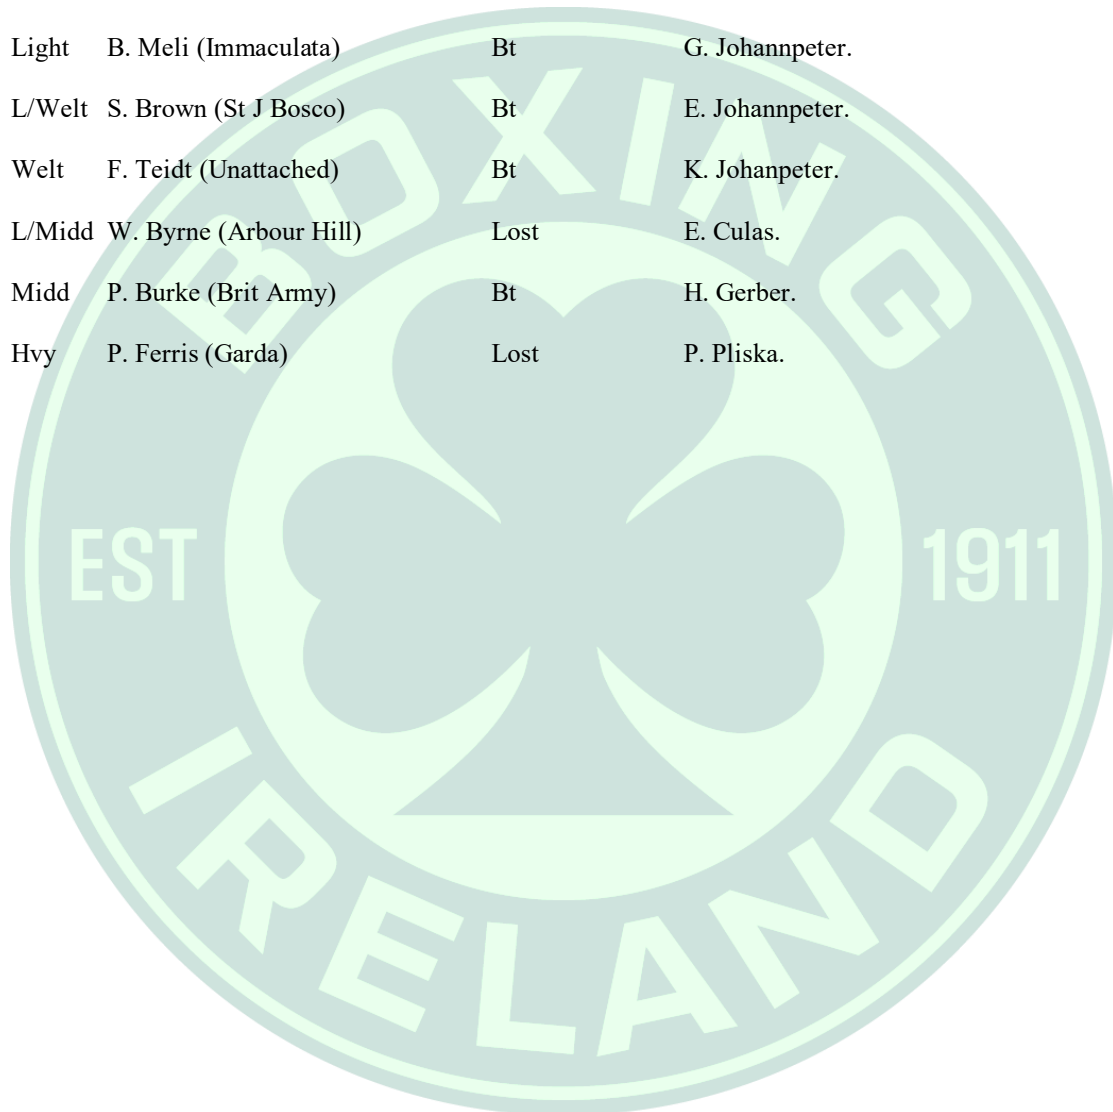 Light B. Meli (Immaculata) Bt G. Johannpeter.
L/Welt S. Brown (St J Bosco) Bt E. Johannpeter.
Welt F. Teidt (Unattached) Bt K. Johanpeter.
L/Midd W. Byrne (Arbour Hill) Lost E. Culas.
Midd P. Burke (Brit Army) Bt H. Gerber.
Hvy P. Ferris (Garda) Lost P. Pliska.
BOXING
EST 1911
IRELAND